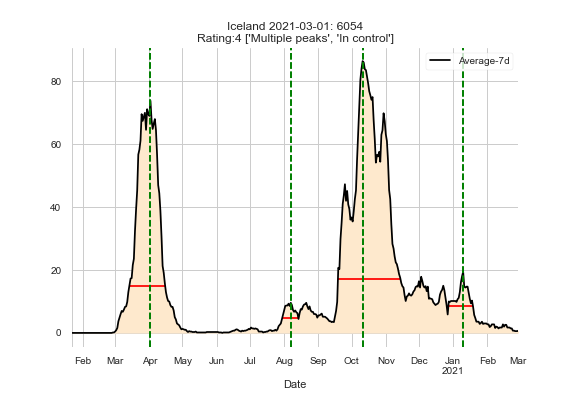 Iceland 2021-03-01: 6054
Rating:4 ['Multiple peaks', 'In control']
Average-7d
80
60
40
20
0
Feb Mar Apr May Jun Jul Aug Sep Oct Nov Dec Jan Feb Mar
2021
Date